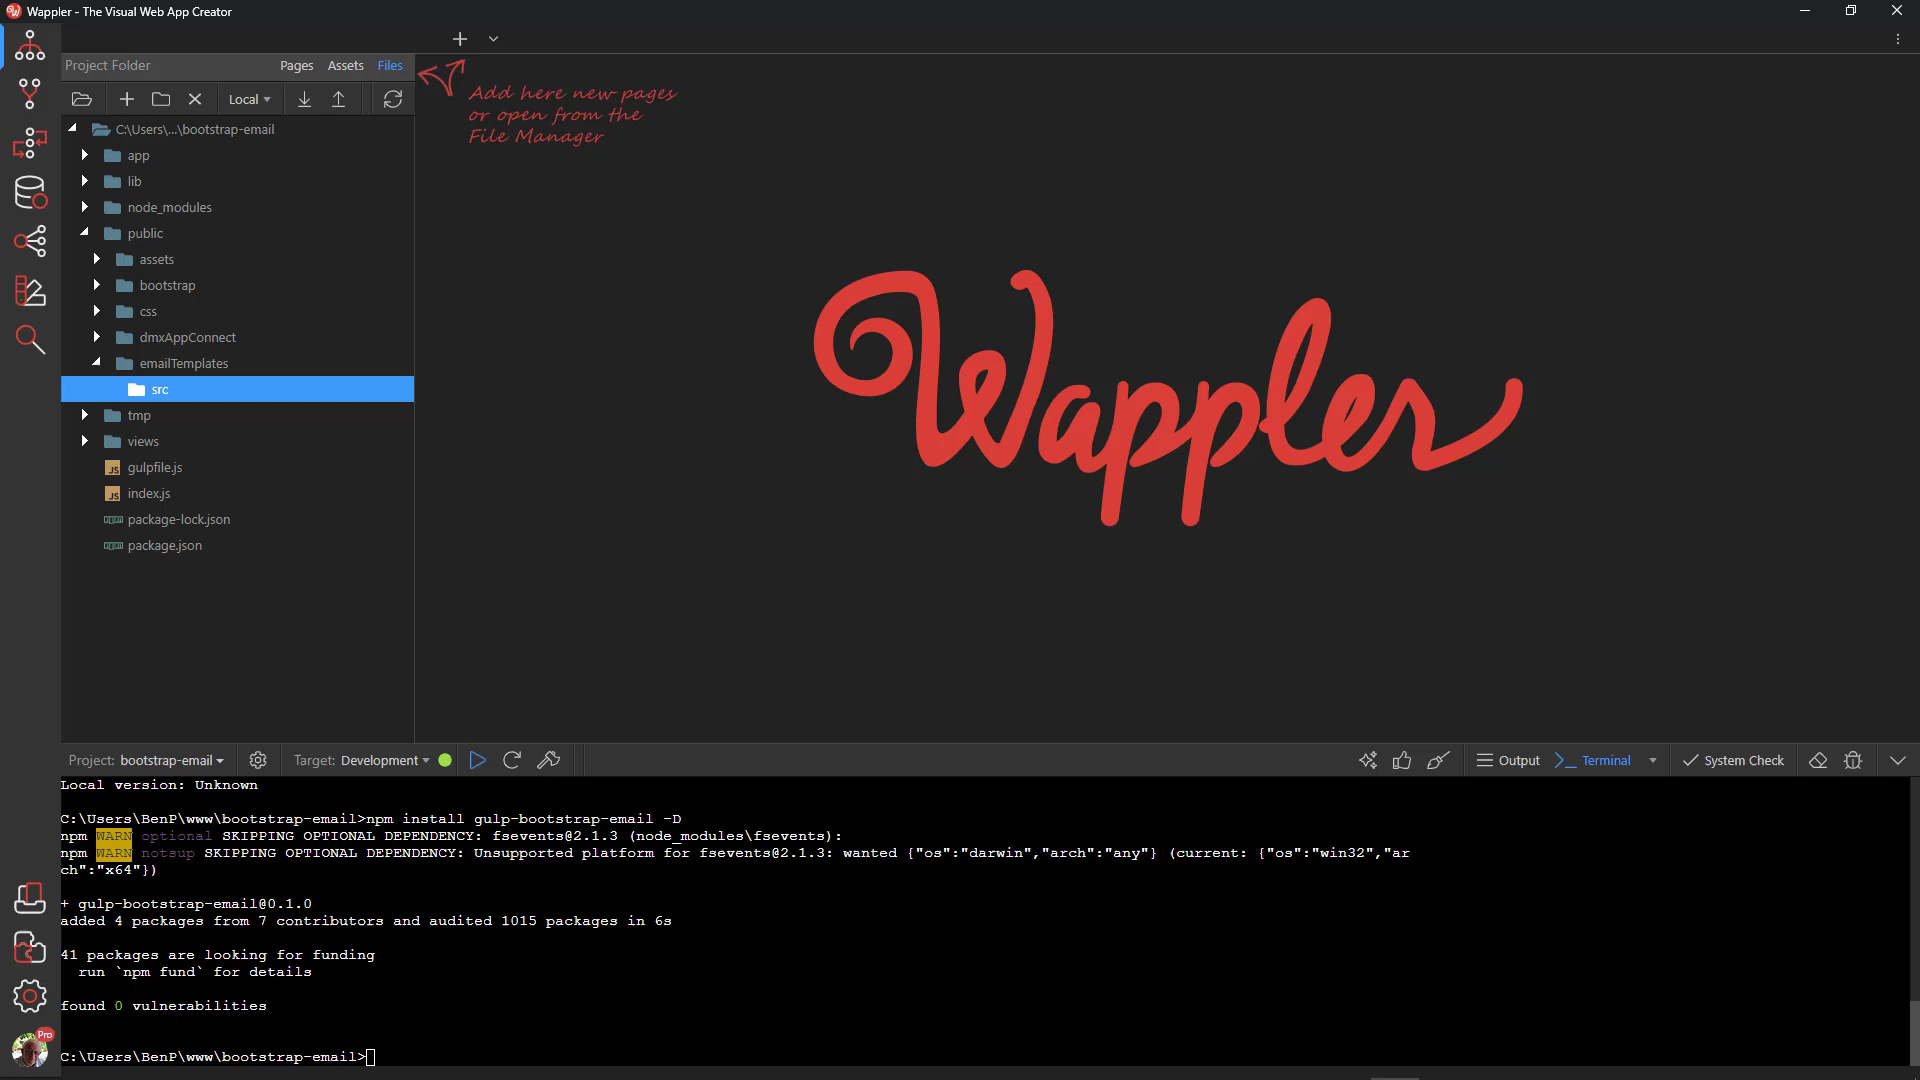 Wappler - The Visual Web App Creator
Project Folder
Pages Assets Files
Local
Add here new pages
or open from the
File Manager
C:\Users\...\bootstrap-email
app
lib
node_modules
public
assets
bootstrap
css
dmxAppConnect
emailTemplates
src
tmp
views
JS gulpfile.js
JS index.js
package-lock.json
package.json
Wappler
Project: bootstrap-email Target: Development Output Terminal System Check
Local version: Unknown
C:\Users\BenP\www\bootstrap-email>npm install gulp-bootstrap-email -D
npm WARN optional SKIPPING OPTIONAL DEPENDENCY: fsevents@2.1.3 (node_modules\fsevents):
npm WARN notsup SKIPPING OPTIONAL DEPENDENCY: Unsupported platform for fsevents@2.1.3: wanted {"os":"darwin","arch":"any"} (current: {"os":"win32","ar
ch":"x64"})
+ gulp-bootstrap-email@0.1.0
added 4 packages from 7 contributors and audited 1015 packages in 6s
41 packages are looking for funding
run `npm fund` for details
found 0 vulnerabilities
Pro
C:\Users\BenP\www\bootstrap-email>